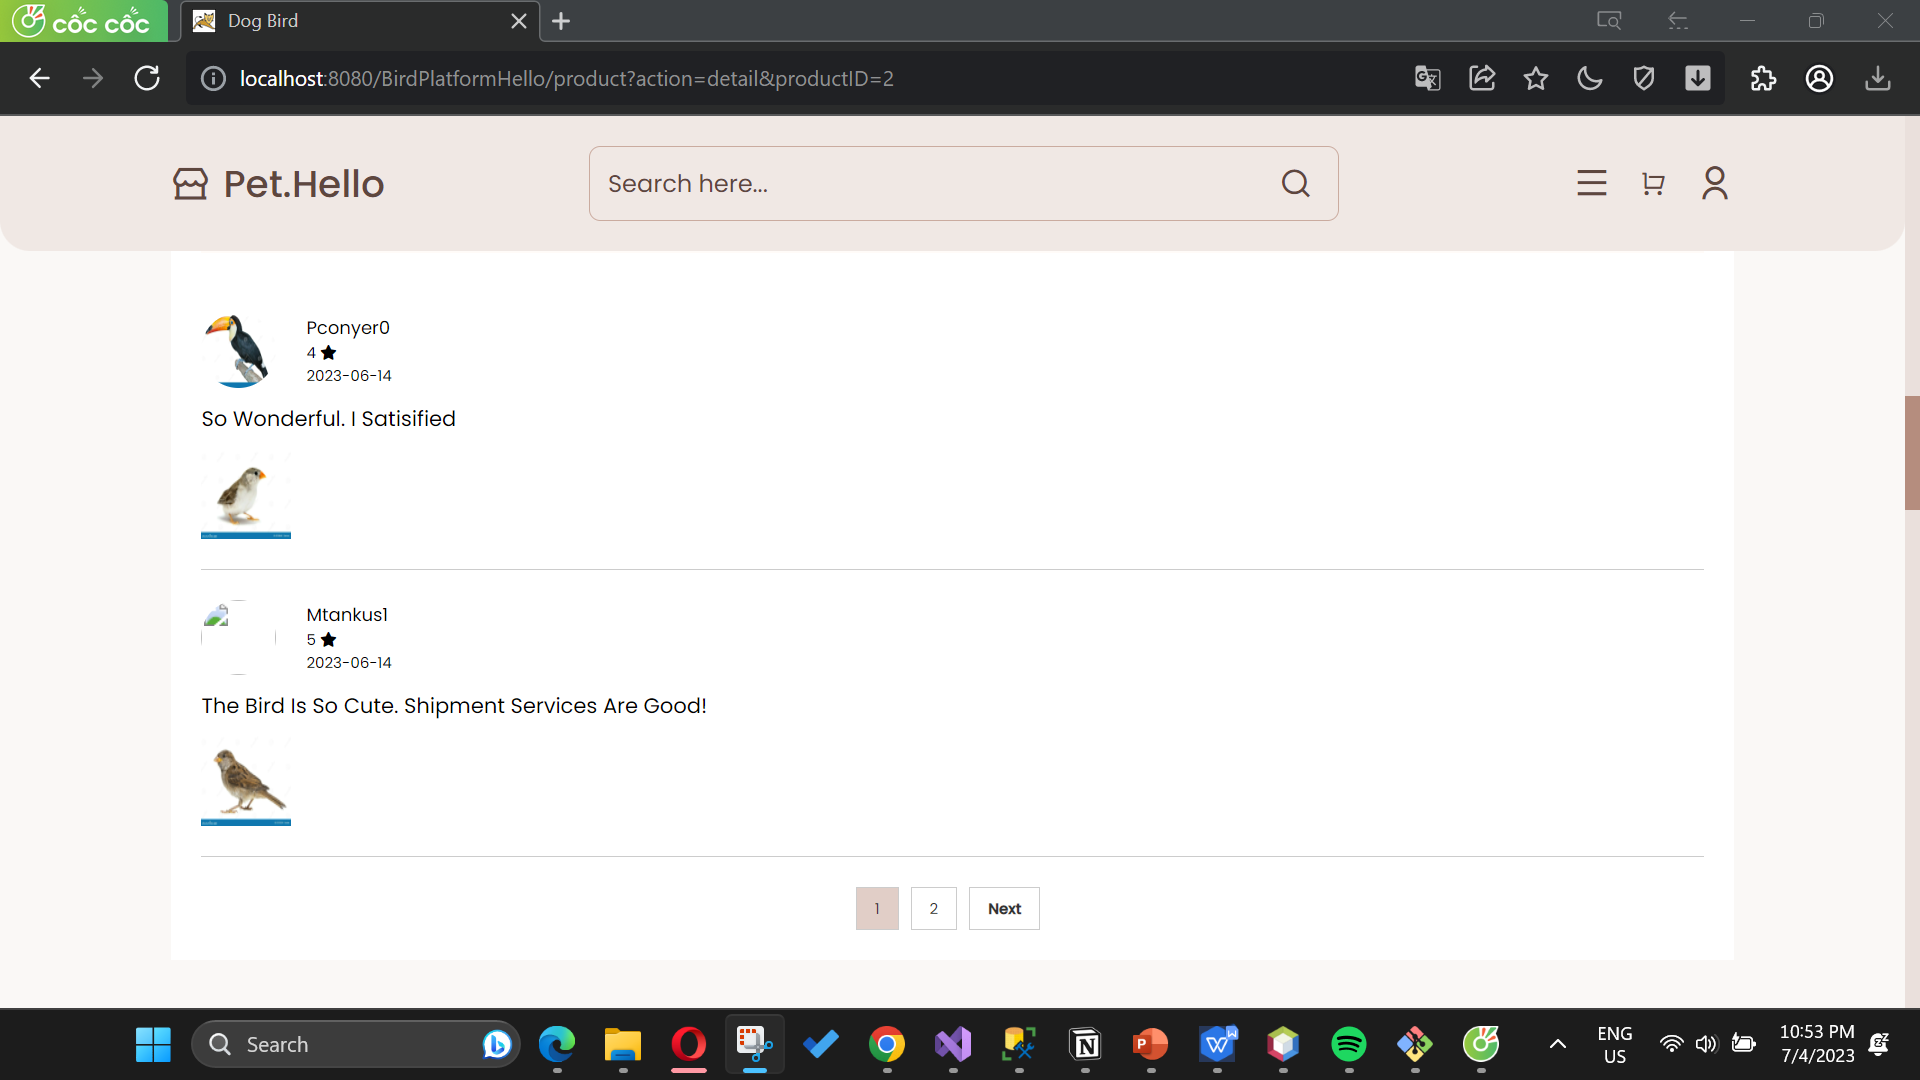 cốc cốc
Dog Bird
localhost:8080/BirdPlatformHello/product?action=detail&productID=2
Pet.Hello
Search here...
Pconyer0
4
2023-06-14
So Wonderful. I Satisified
Mtankus1
5
2023-06-14
The Bird Is So Cute. Shipment Services Are Good!
1
2
Next
Search
ENG
US
10:53 PM
7/4/2023